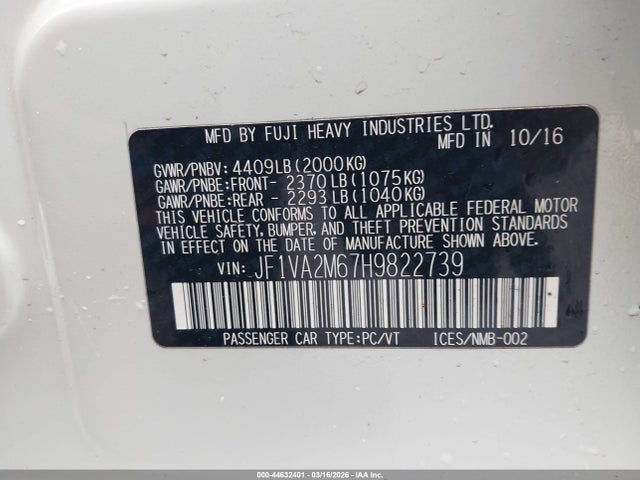 MFD BY FUJI HEAVY INDUSTRIES LTD.
MFD IN 10/16
GVWR/PNBV: 4409LB(2000KG)
GAWR/PNBE:FRONT- 2370LB(1075KG)
GAWR/PNBE:REAR - 2293LB(1040KG)
THIS VEHICLE CONFORMS TO ALL APPLICABLE FEDERAL MOTOR
VEHICLE SAFETY, BUMPER, AND THEFT PREVENTION STANDARDS
IN EFFECT ON THE DATE OF MANUFACTURE SHOWN ABOVE.
VIN: JF1VA2M67H9822739
PASSENGER CAR TYPE:PC/VT ICES/NMB-002
000-44632401 - 03/16/2026 - IAA Inc.